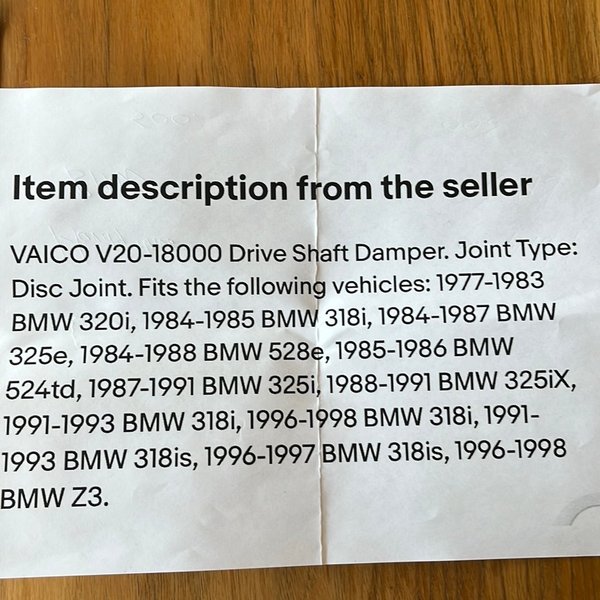 Item description from the seller
VAICO V20-18000 Drive Shaft Damper. Joint Type:
Disc Joint. Fits the following vehicles: 1977-1983
BMW 320i, 1984-1985 BMW 318i, 1984-1987 BMW
325e, 1984-1988 BMW 528e, 1985-1986 BMW
524td, 1987-1991 BMW 325i, 1988-1991 BMW 325iX,
1991-1993 BMW 318i, 1996-1998 BMW 318i, 1991-
1993 BMW 318is, 1996-1997 BMW 318is, 1996-1998
BMW Z3.